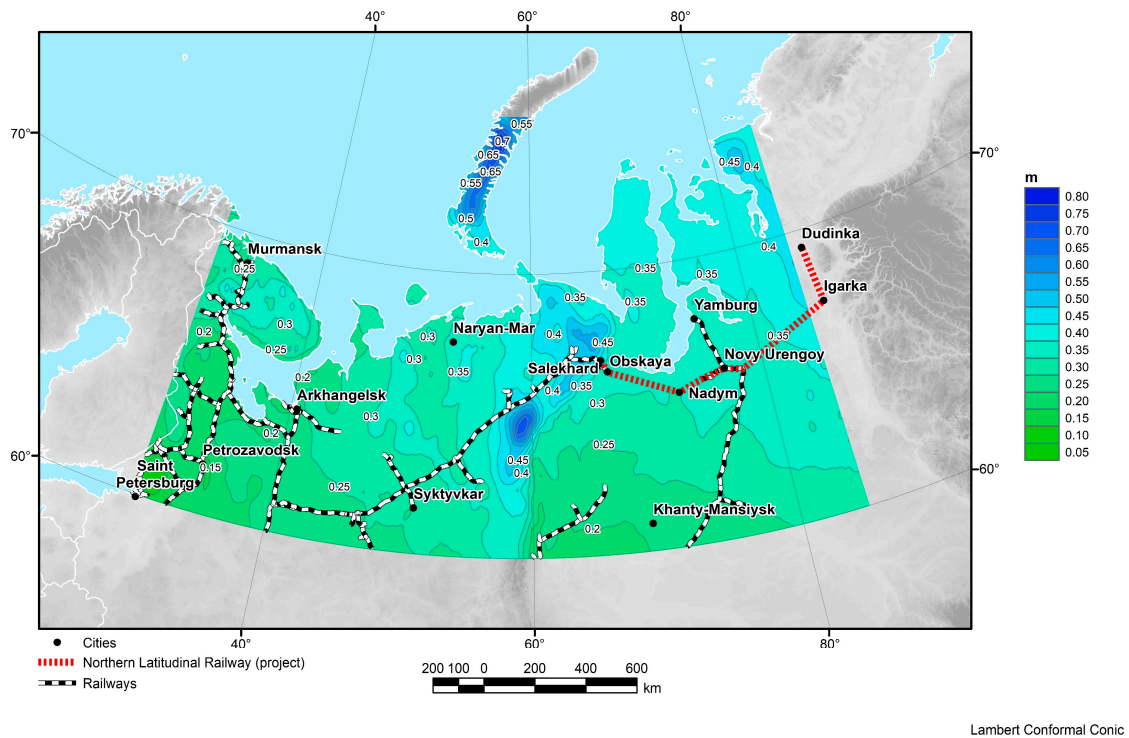 40° 60° 80°
0.55
70°
0.7
0.65
70°
0.45 0.4
0.65
0.55
m
0.80
0.75
0.70
0.65
0.60
0.55
0.50
0.45
0.40
0.35
0.30
0.25
0.20
0.15
0.10
0.05
0.5
Dudinka
0.4
0.4
Murmansk
0.25
0.35
0.35
Igarka
0.35
0.35
Yamburg
0.3
0.2
Naryan-Mar
0.3
0.4
0.35
0.45
0.25
0.3
Novy Urengoy
Obskaya
Salekhard
0.35
0.2
0.35
0.4
Nadym
Arkhangelsk
0.3
0.3
0.2
0.25
Petrozavodsk
60°
0.45
0.15
0.4
60°
Saint
Petersburg
0.25
Syktyvkar
Khanty-Mansiysk
0.2
40° 60° 80°
Cities
Northern Latitudinal Railway (project)
Railways
200 100 0 200 400 600
km
Lambert Conformal Conic